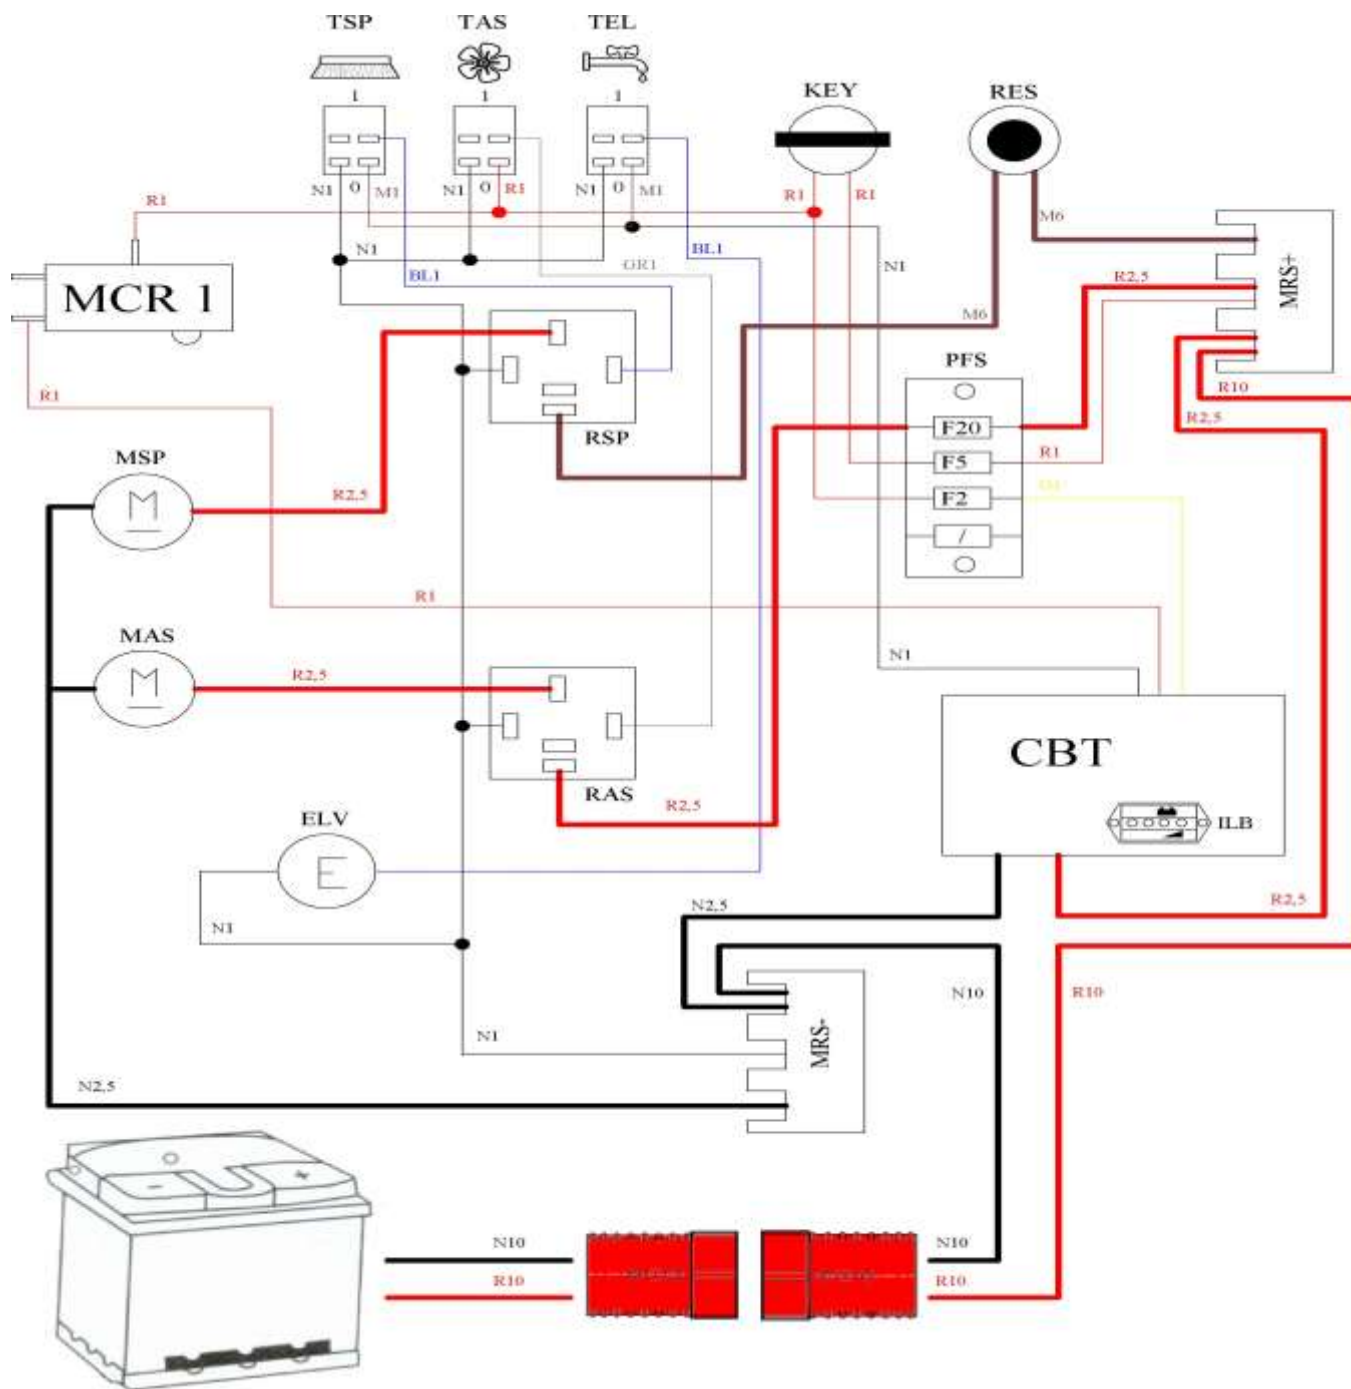 TSP TAS TEL
1 1 1
KEY RES
N1 0 M1 N1 0 R1 N1 0 M1 R1 R1
R1 M6
N1 BL1 N1
BL1 GR1 R2,5 MRS+
MCR 1
M6
PFS
R1 R10
RSP F20 R2,5
MSP F5 R1
R2,5 F2
/
R1
MAS
R2,5 N1
CBT
RAS R2,5
ELV ILB
E
N2,5 R2,5
N1
N10 R10
N1 MRS-
N2,5
- +
N10 N10
R10 R10